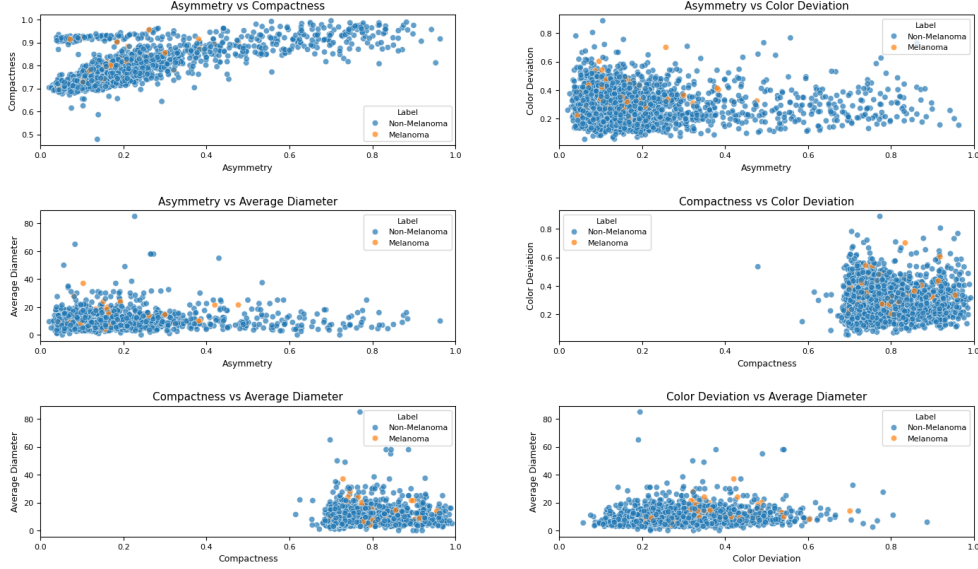 Asymmetry vs Compactness
Compactness
1.0
0.9
0.8
0.7
0.6
0.5
0.0 0.2 0.4 0.6 0.8 1.0
Asymmetry
Label
Non-Melanoma
Melanoma
Asymmetry vs Color Deviation
Color Deviation
0.8
0.6
0.4
0.2
0.0 0.2 0.4 0.6 0.8 1.0
Asymmetry
Label
Non-Melanoma
Melanoma
Asymmetry vs Average Diameter
Average Diameter
80
60
40
20
0
0.0 0.2 0.4 0.6 0.8 1.0
Asymmetry
Label
Non-Melanoma
Melanoma
Compactness vs Color Deviation
Color Deviation
0.8
0.6
0.4
0.2
0.0 0.2 0.4 0.6 0.8 1.0
Compactness
Label
Non-Melanoma
Melanoma
Compactness vs Average Diameter
Average Diameter
80
60
40
20
0
0.0 0.2 0.4 0.6 0.8 1.0
Compactness
Label
Non-Melanoma
Melanoma
Color Deviation vs Average Diameter
Average Diameter
80
60
40
20
0
0.0 0.2 0.4 0.6 0.8 1.0
Color Deviation
Label
Non-Melanoma
Melanoma